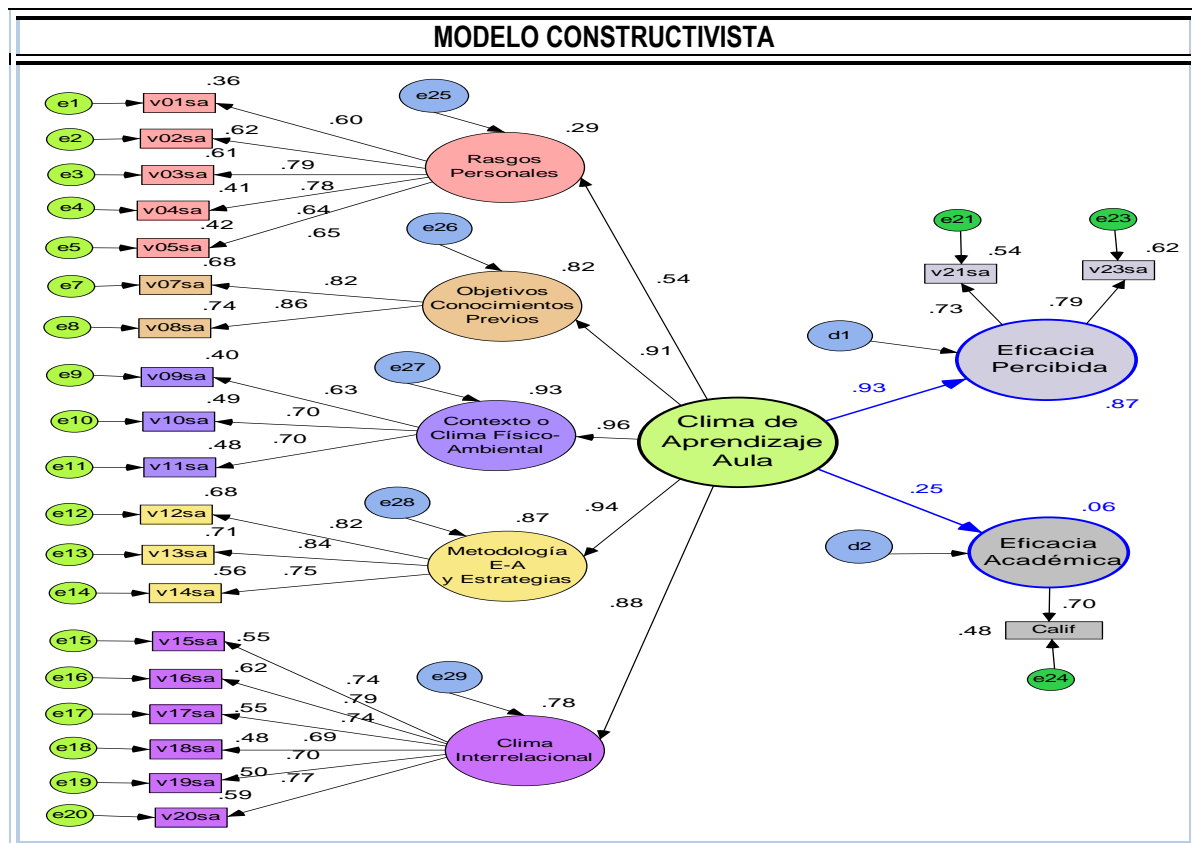 MODELO CONSTRUCTIVISTA
e1
v01sa
.36
.60
e25
.29
Rasgos
Personales
e2
v02sa
.62
e3
v03sa
.61
.79
e4
v04sa
.41
.78
.64
e5
v05sa
.42
.65
e26
e7
v07sa
.68
.82
.82
Objetivos
Conocimientos
Previos
e8
v08sa
.74
.86
e9
v09sa
.40
.63
e27
.93
Contexto o
Clima Físico-
Ambiental
e10
v10sa
.49
.70
e11
v11sa
.48
.70
e12
v12sa
.68
.82
e28
.87
Metodología
E-A
y Estrategias
e13
v13sa
.71
.84
e14
v14sa
.56
.75
e15
v15sa
.55
.74
e29
.78
Clima
Interrelacional
e16
v16sa
.62
.79
e17
v17sa
.55
.74
e18
v18sa
.48
.69
e19
v19sa
.50
.70
e20
v20sa
.59
.77
.54
.91
.96
.94
.88
Clima de
Aprendizaje
Aula
e21
e23
v21sa
.54
v23sa
.62
.73
.79
d1
Eficacia
Percibida
.93
.87
.25
.06
d2
Eficacia
Académica
.70
.48
Calif
e24